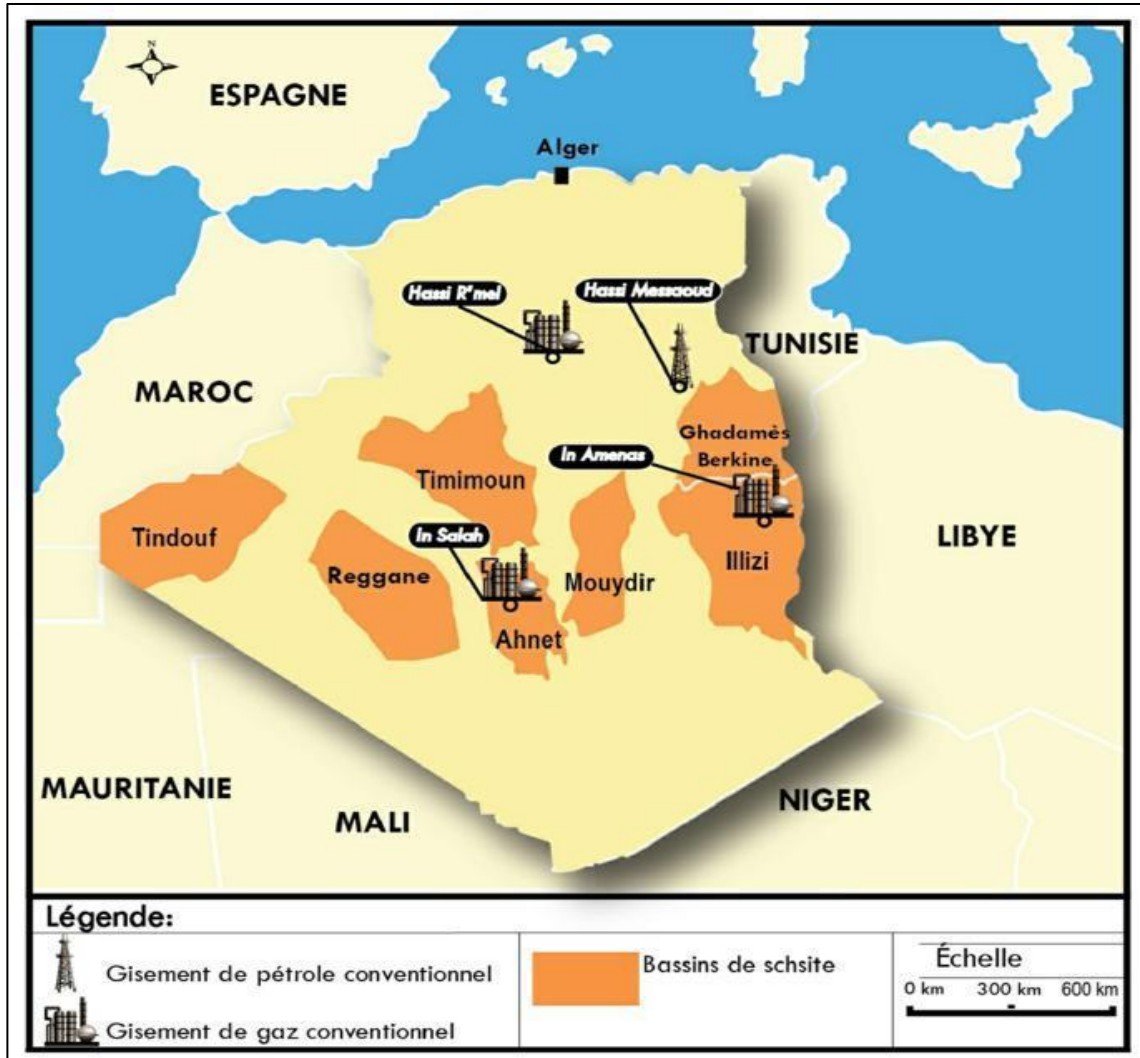 N
ESPAGNE
Alger
Hassi R'mel
Hassi Messaoud
TUNISIE
MAROC
Ghadamès
Berkine
In Amenas
Timimoun
Tindouf
In Salah
LIBYE
Reggane
Mouydir
Illizi
Ahnet
MAURITANIE
NIGER
MALI
Légende:
Gisement de pétrole conventionnel
Gisement de gaz conventionnel
Bassins de schsite
Échelle
0 km 300 km 600 km